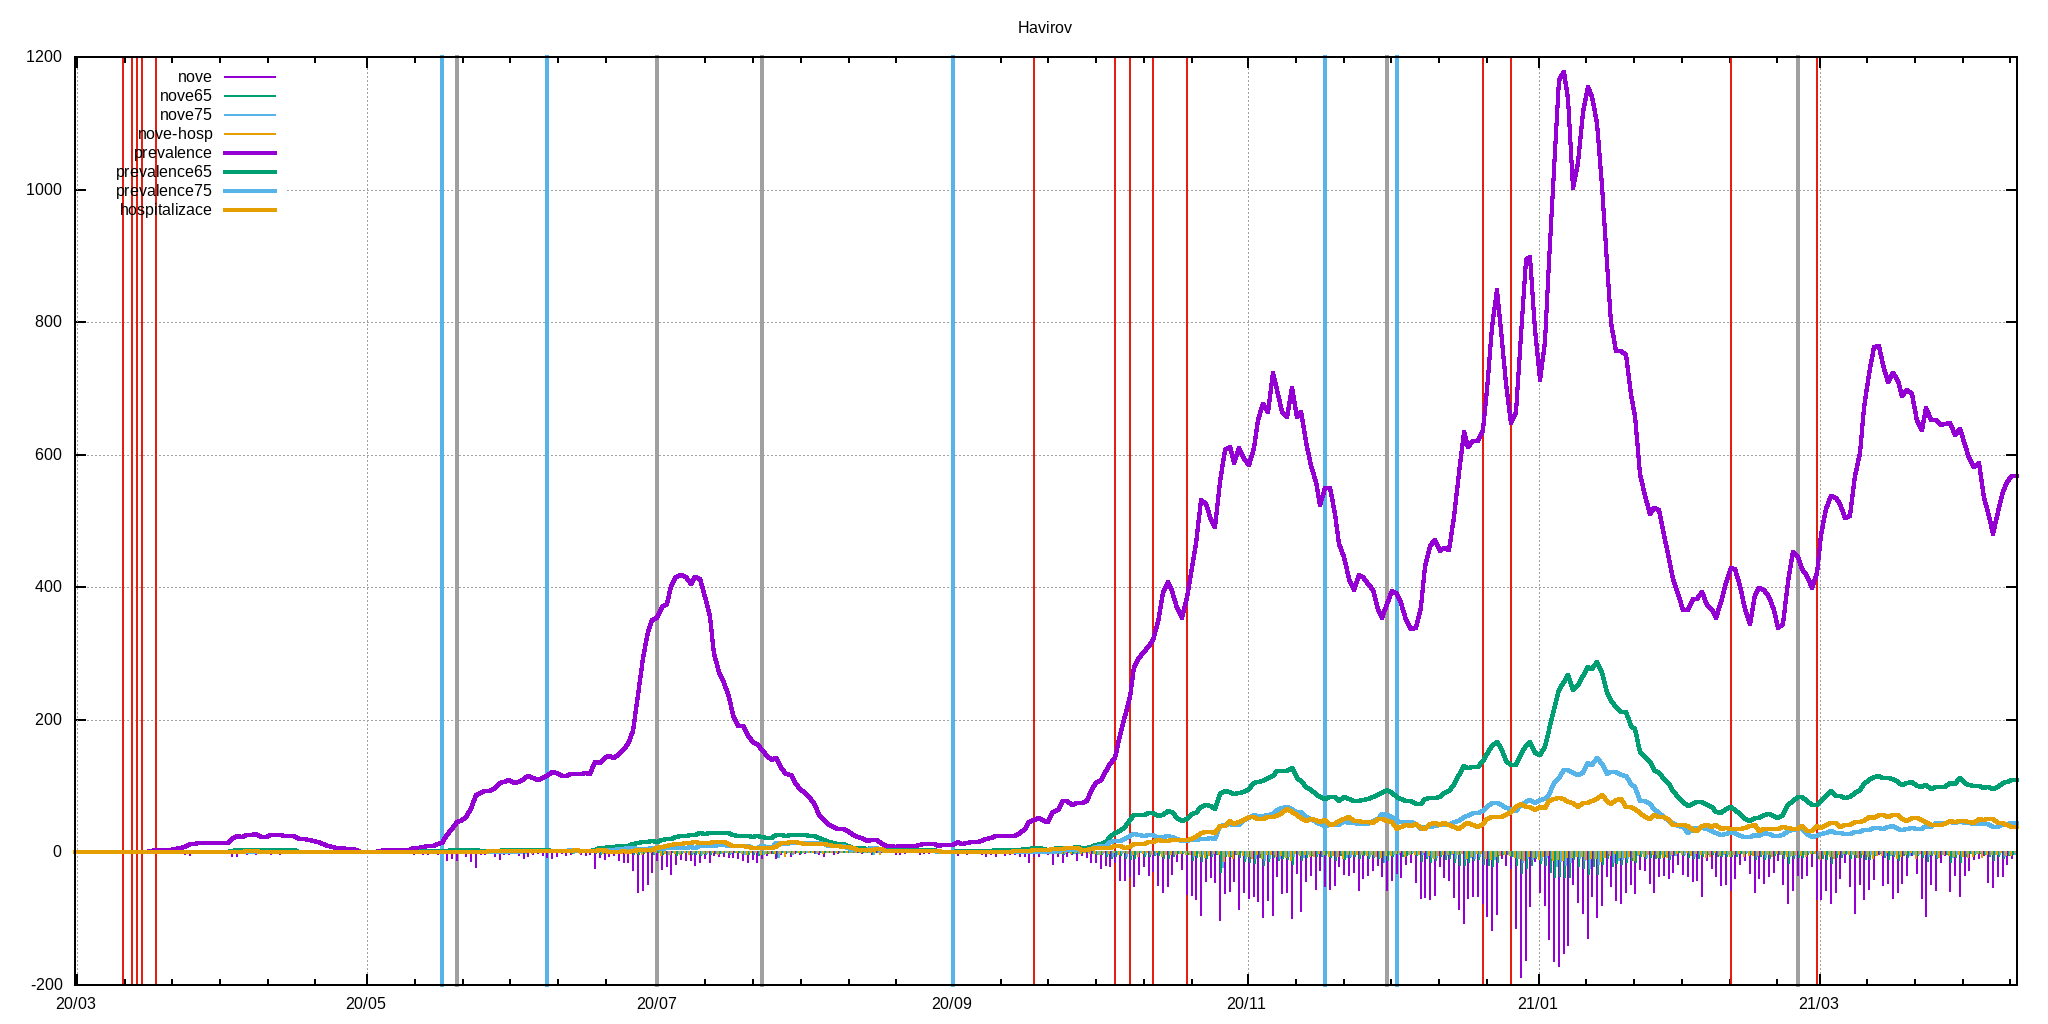 Havirov
1200
1000
800
600
400
200
0
-200
nove
nove65
nove75
nove-hosp
prevalence
prevalence65
prevalence75
hospitalizace
20/03 20/05 20/07 20/09 20/11 21/01 21/03